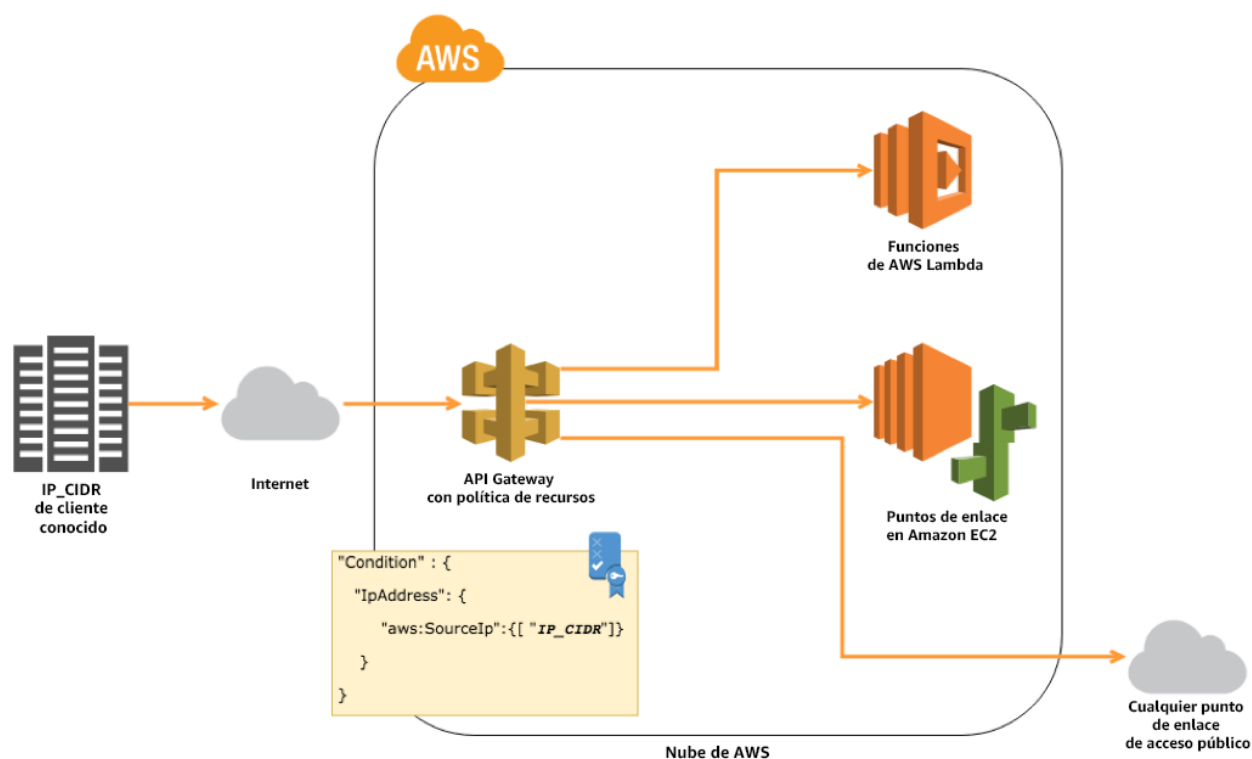 AWS
Funciones
de AWS Lambda
IP_CIDR
de cliente
conocido
Internet
API Gateway
con política de recursos
Puntos de enlace
en Amazon EC2
"Condition" : {
"IpAddress": {
"aws:SourceIp":{[ "IP_CIDR"]}
}
}
Cualquier punto
de enlace
de acceso público
Nube de AWS